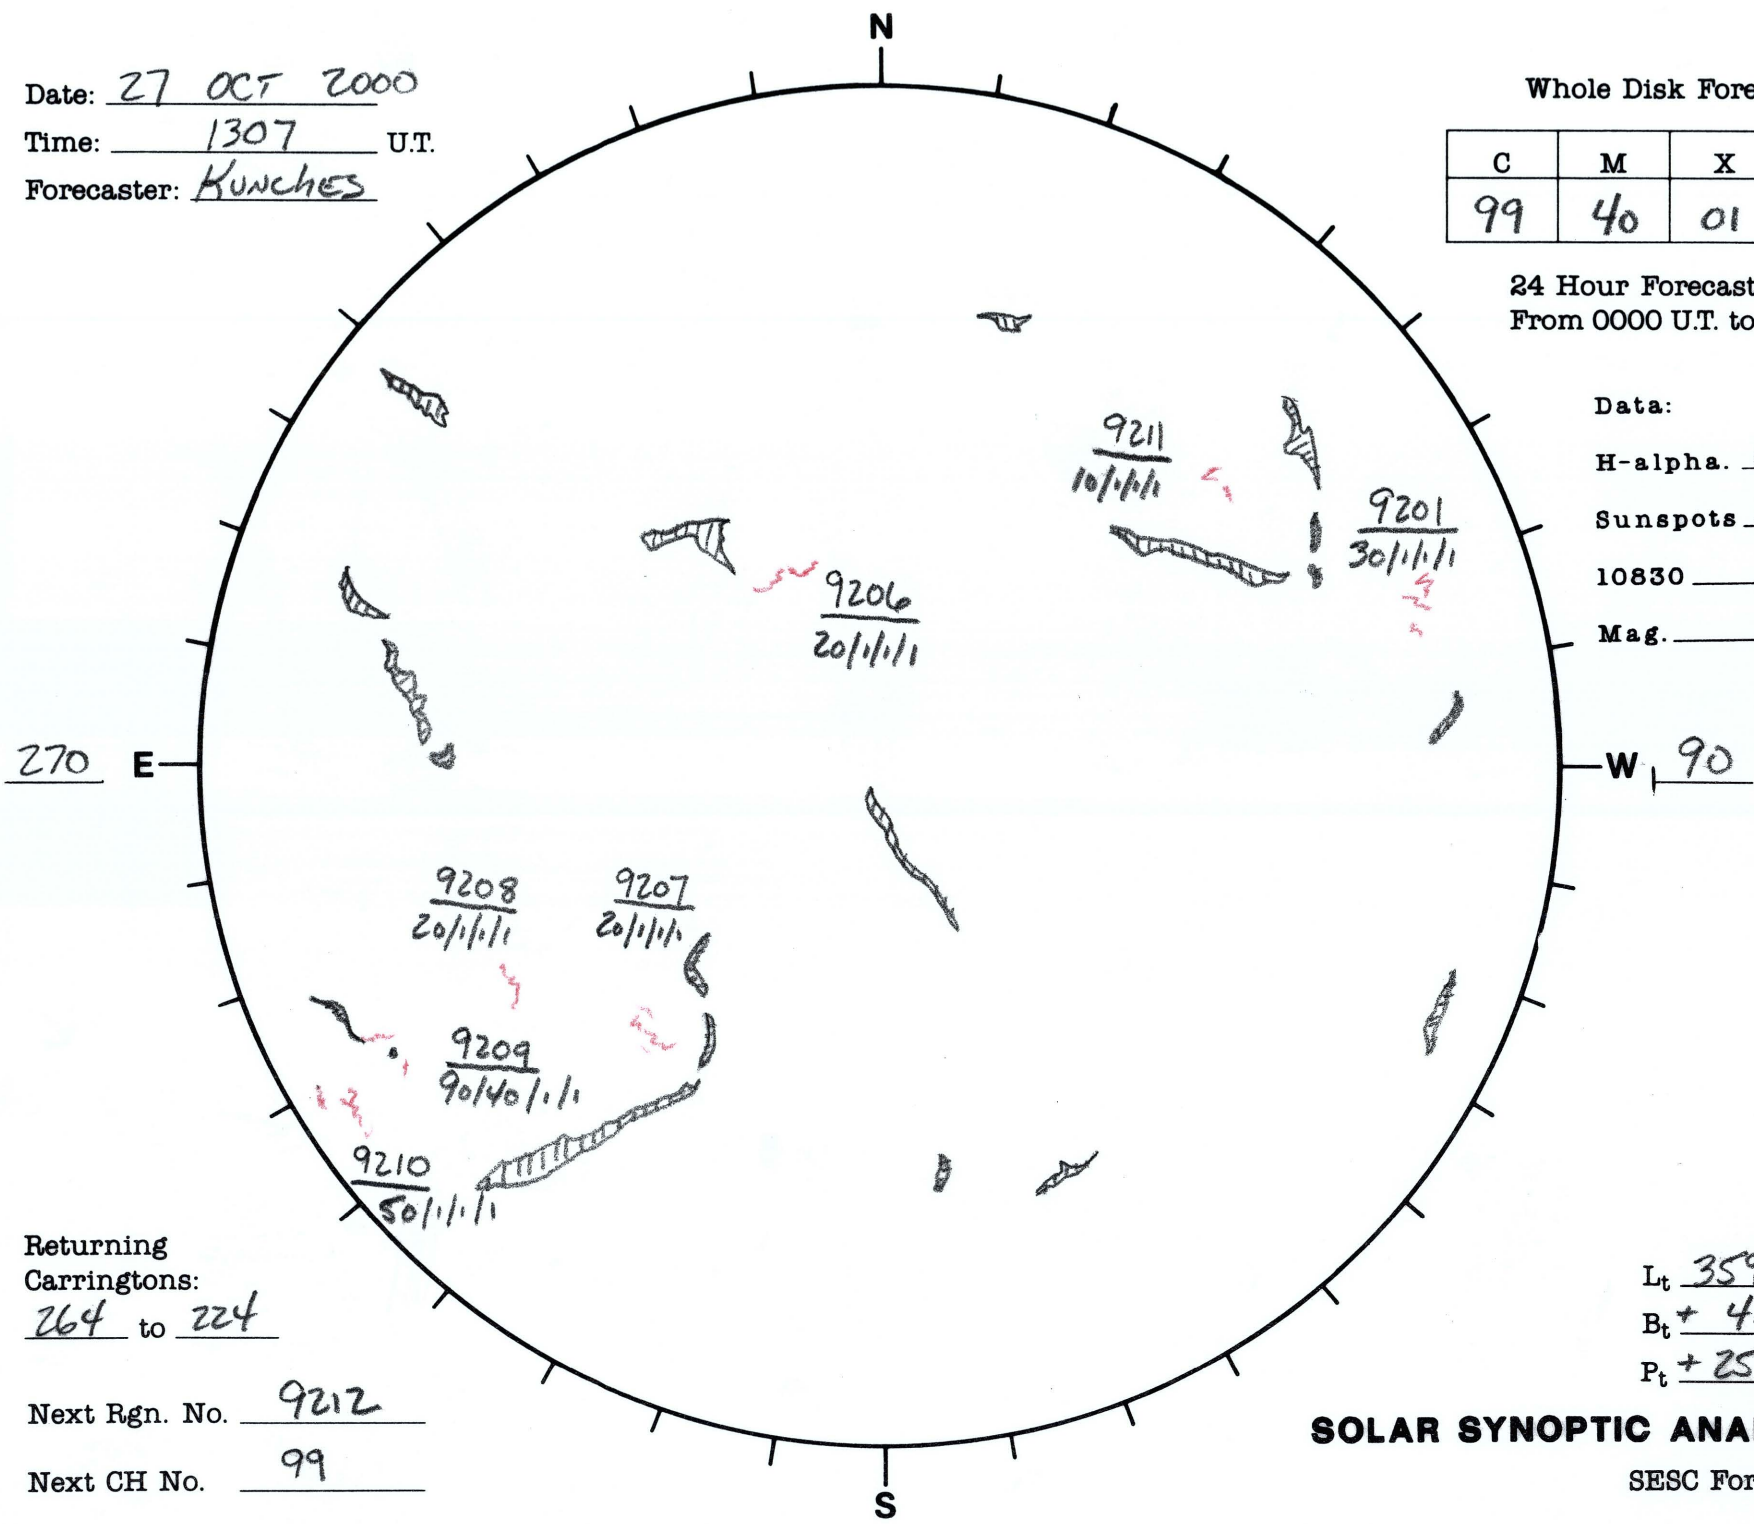 N
Date: 27 OCT 2000
Time: 1307 U.T.
Forecaster: Kunches
Whole Disk Fore
C M X
99 40 01
24 Hour Forecast
From 0000 U.T. to
Data:
H-alpha.
Sunspots
10830
Mag.
9211
10/1/1/1
9201
30/1/1/1
9206
20/1/1/1
270 E
W 90
9208
20/1/1/1
9207
20/1/1/1
9209
90/40/1/1
9210
50/1/1/1
Returning
Carringtons:
264 to 224
Next Rgn. No. 9212
Next CH No. 99
Lt 359
Bt + 4
Pt + 25
SOLAR SYNOPTIC ANA
SESC For
S